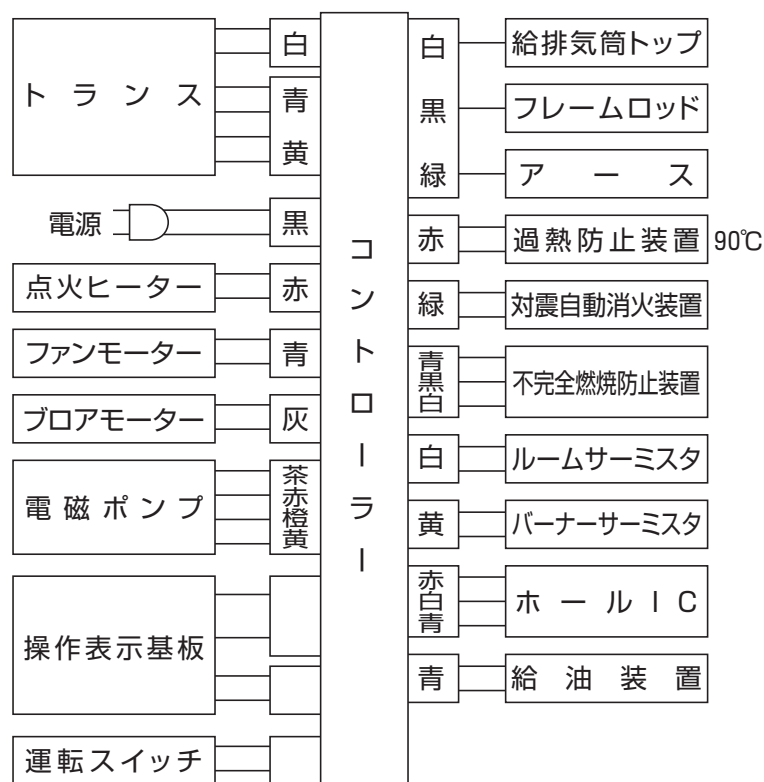 トランス
白
青
黄
電源
黒
点火ヒーター
赤
ファンモーター
青
ブロアモーター
灰
電磁ポンプ
茶
赤
橙
黄
操作表示基板
運転スイッチ
コントローラー
白
給排気筒トップ
黒
フレームロッド
緑
アース
赤
過熱防止装置 90℃
緑
対震自動消火装置
青
黒
白
不完全燃焼防止装置
白
ルームサーミスタ
黄
バーナーサーミスタ
赤
白
青
ホールIC
青
給油装置